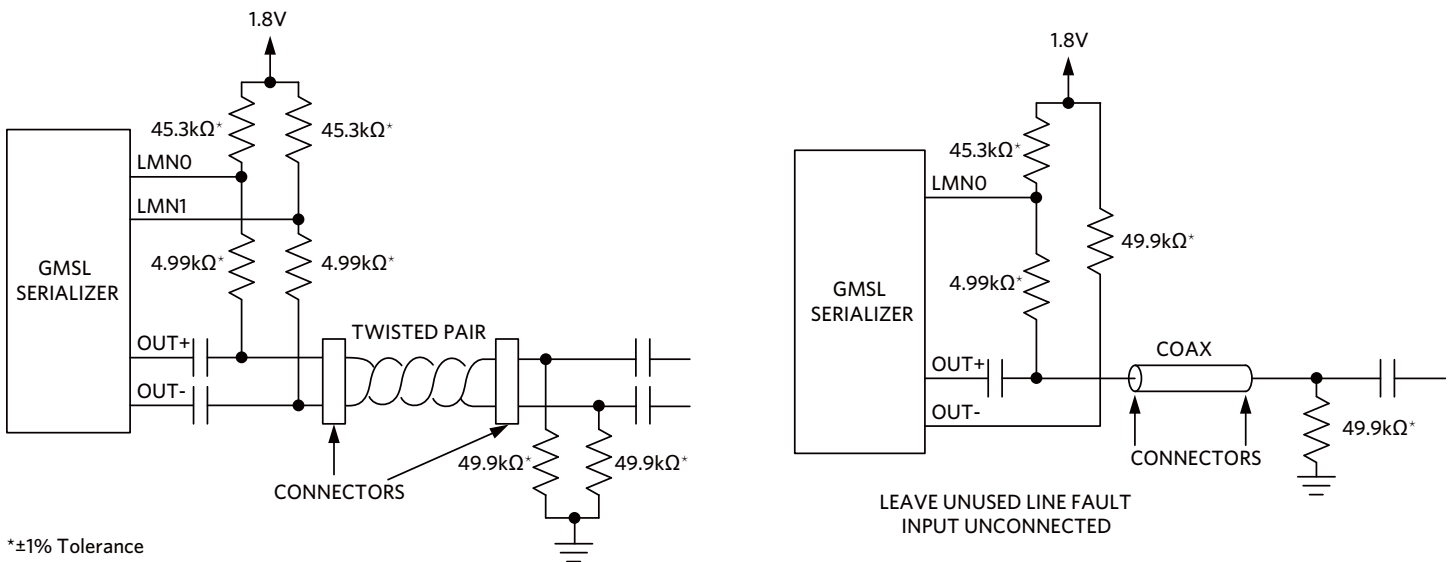 1.8V
45.3kΩ*
45.3kΩ*
LMN0
LMN1
4.99kΩ*
4.99kΩ*
GMSL
SERIALIZER
OUT+
OUT-
TWISTED PAIR
49.9kΩ*
49.9kΩ*
CONNECTORS
*±1% Tolerance
1.8V
45.3kΩ*
LMN0
49.9kΩ*
4.99kΩ*
GMSL
SERIALIZER
COAX
OUT+
OUT-
49.9kΩ*
CONNECTORS
LEAVE UNUSED LINE FAULT
INPUT UNCONNECTED